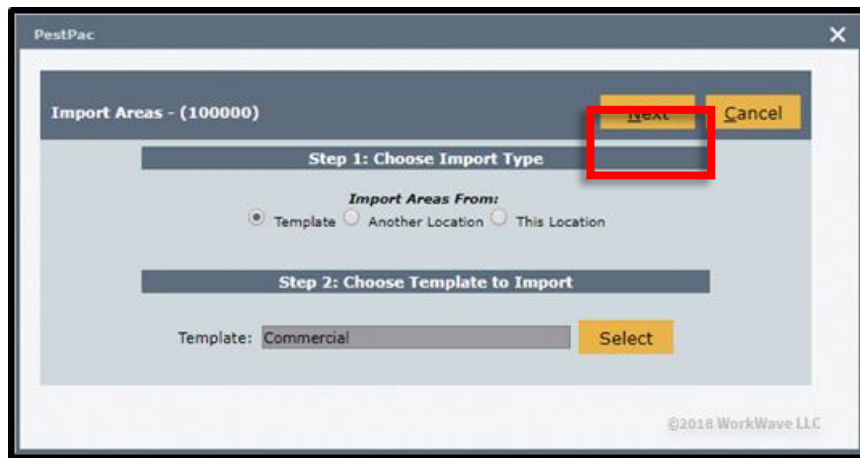 PestPac
Import Areas - (100000)
Next
Cancel
Step 1: Choose Import Type
Import Areas From:
Template Another Location This Location
Step 2: Choose Template to Import
Template: Commercial
Select
©2018 WorkWave LLC